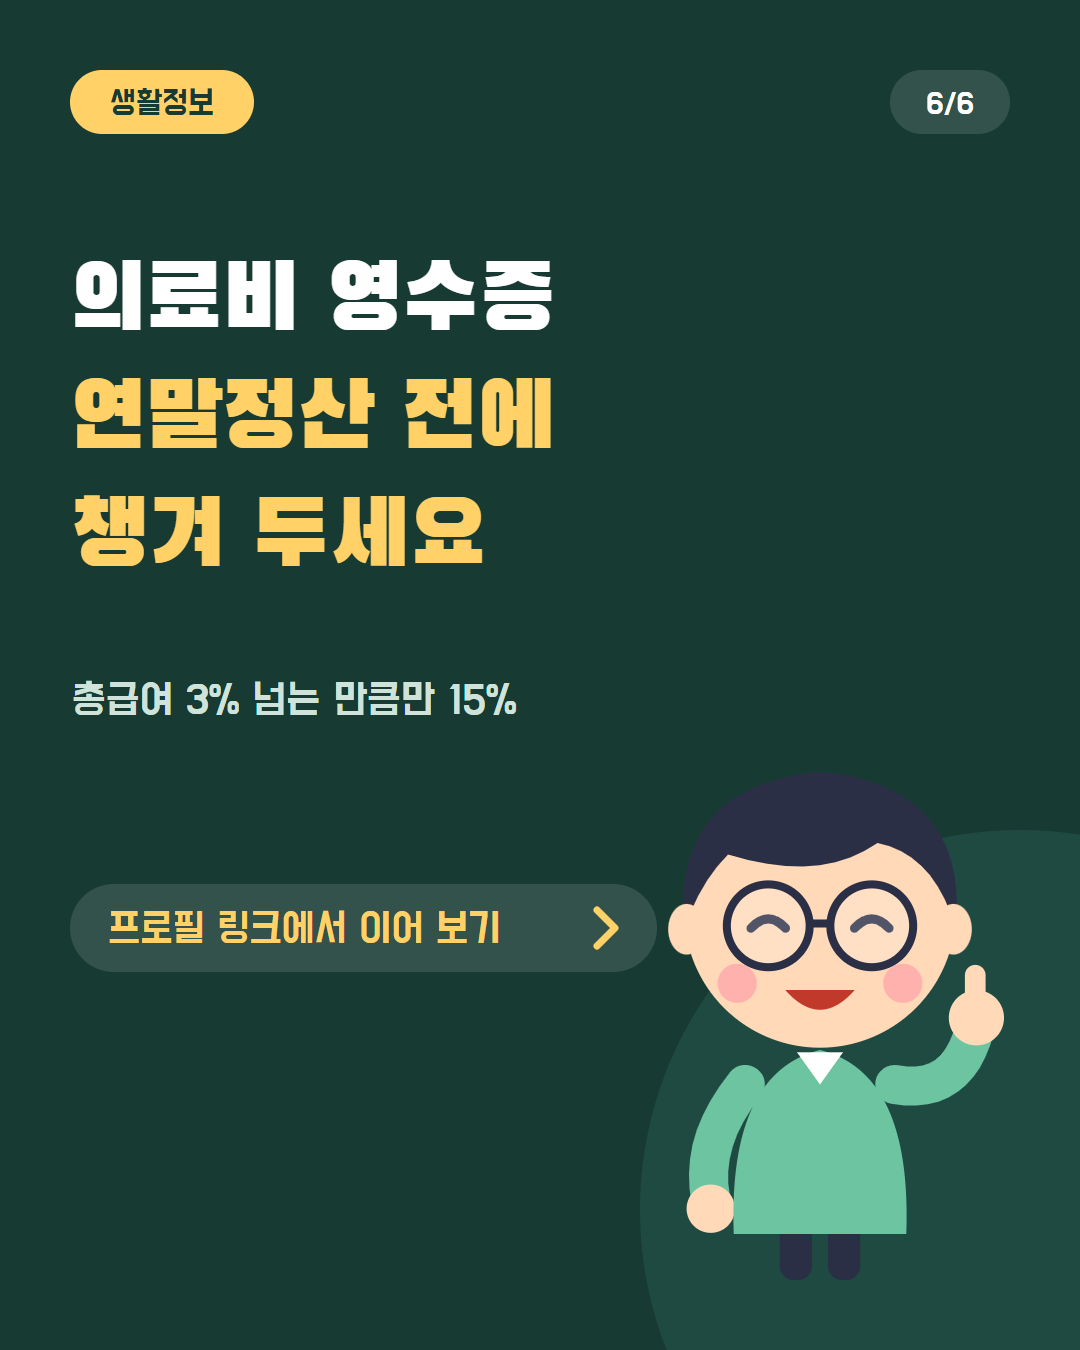 생활정보
6/6
의료비 영수증
연말정산 전에
챙겨 두세요
총급여 3% 넘는 만큼만 15%
프로필 링크에서 이어 보기